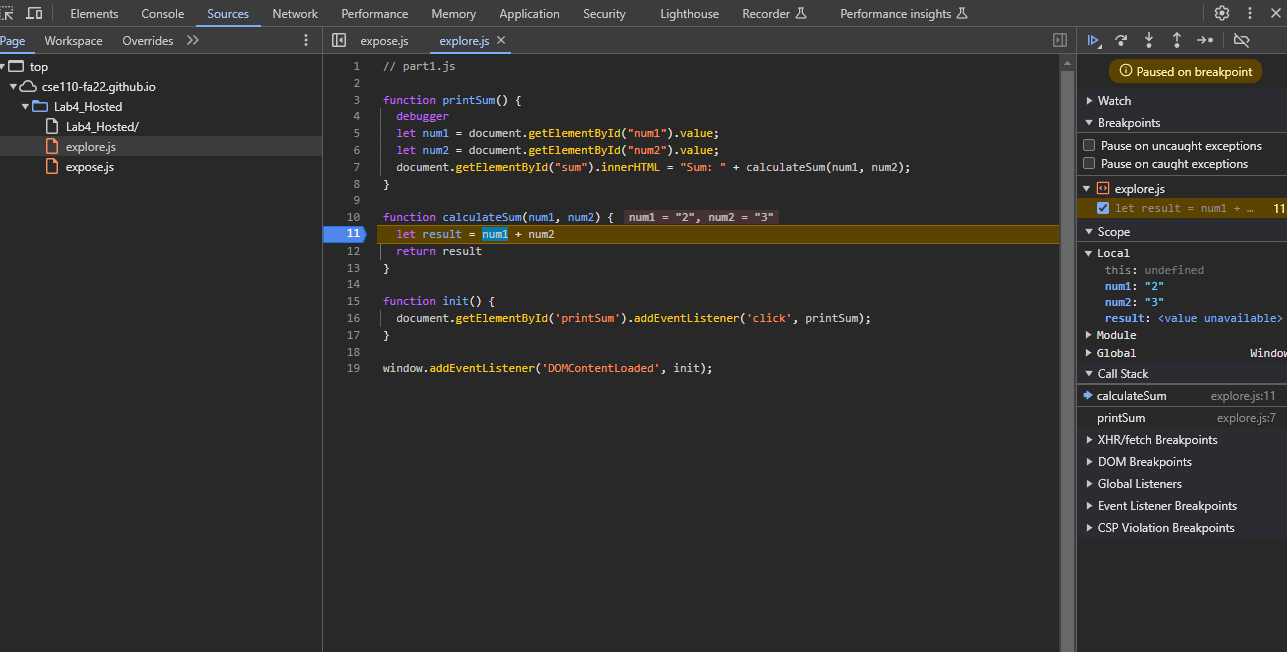 Elements Console Sources Network Performance Memory Application Security Lighthouse Recorder Performance insights
Page Workspace Overrides
top
cse110-fa22.github.io
Lab4_Hosted
Lab4_Hosted/
explore.js
expose.js
expose.js explore.js
1 // part1.js
2
3 function printSum() {
4 debugger
5 let num1 = document.getElementById("num1").value;
6 let num2 = document.getElementById("num2").value;
7 document.getElementById("sum").innerHTML = "Sum: " + calculateSum(num1, num2);
8 }
9
10 function calculateSum(num1, num2) { num1 = "2", num2 = "3"
11 let result = num1 + num2
12 return result
13 }
14
15 function init() {
16 document.getElementById('printSum').addEventListener('click', printSum);
17 }
18
19 window.addEventListener('DOMContentLoaded', init);
Paused on breakpoint
Watch
Breakpoints
Pause on uncaught exceptions
Pause on caught exceptions
explore.js
let result = num1 + … 11
Scope
Local
this: undefined
num1: "2"
num2: "3"
result: <value unavailable>
Module
Global Window
Call Stack
calculateSum explore.js:11
printSum explore.js:7
XHR/fetch Breakpoints
DOM Breakpoints
Global Listeners
Event Listener Breakpoints
CSP Violation Breakpoints